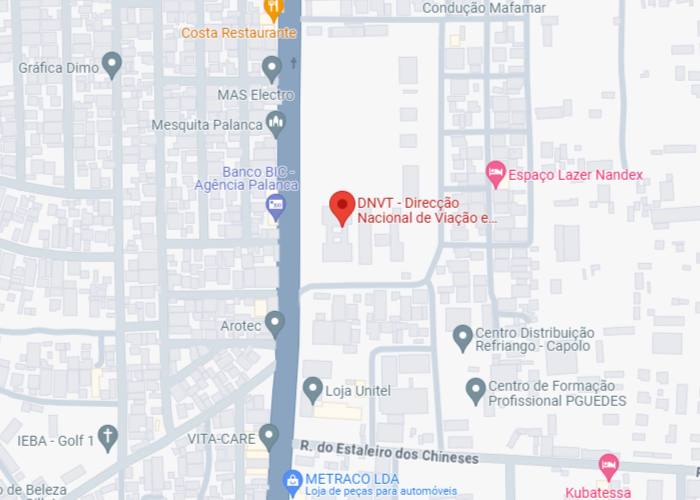 Condução Mafamar
Costa Restaurante
Gráfica Dimo
MAS Electro
Mesquita Palanca
Banco BIC -
Agência Palanca
Espaço Lazer Nandex
DNVT - Direcção
Nacional de Viação e...
Arotec
Centro Distribuição
Refriango - Capolo
Loja Unitel
Centro de Formação
Profissional PGUEDES
IEBA - Golf 1
VITA-CARE
R. do Estaleiro dos Chineses
METRACO LDA
Loja de peças para automóveis
Kubatessa
o de Beleza